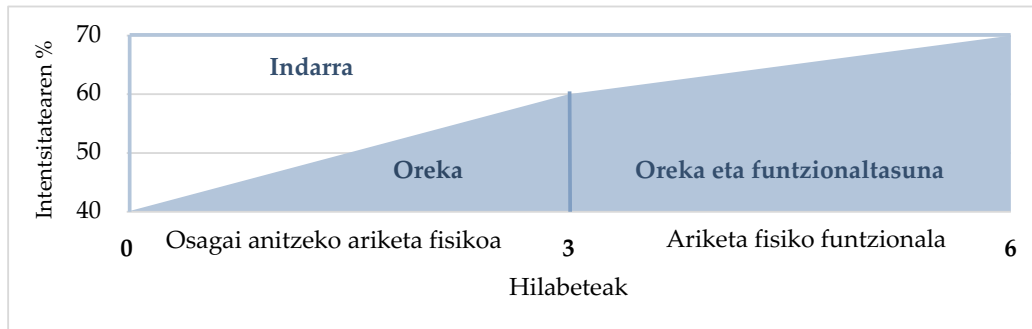 Intentsitatearen %
70
60
50
40
Indarra
Oreka
Oreka eta funtzionaltasuna
0
Osagai anitzeko ariketa fisikoa
3
Ariketa fisiko funtzionala
6
Hilabeteak